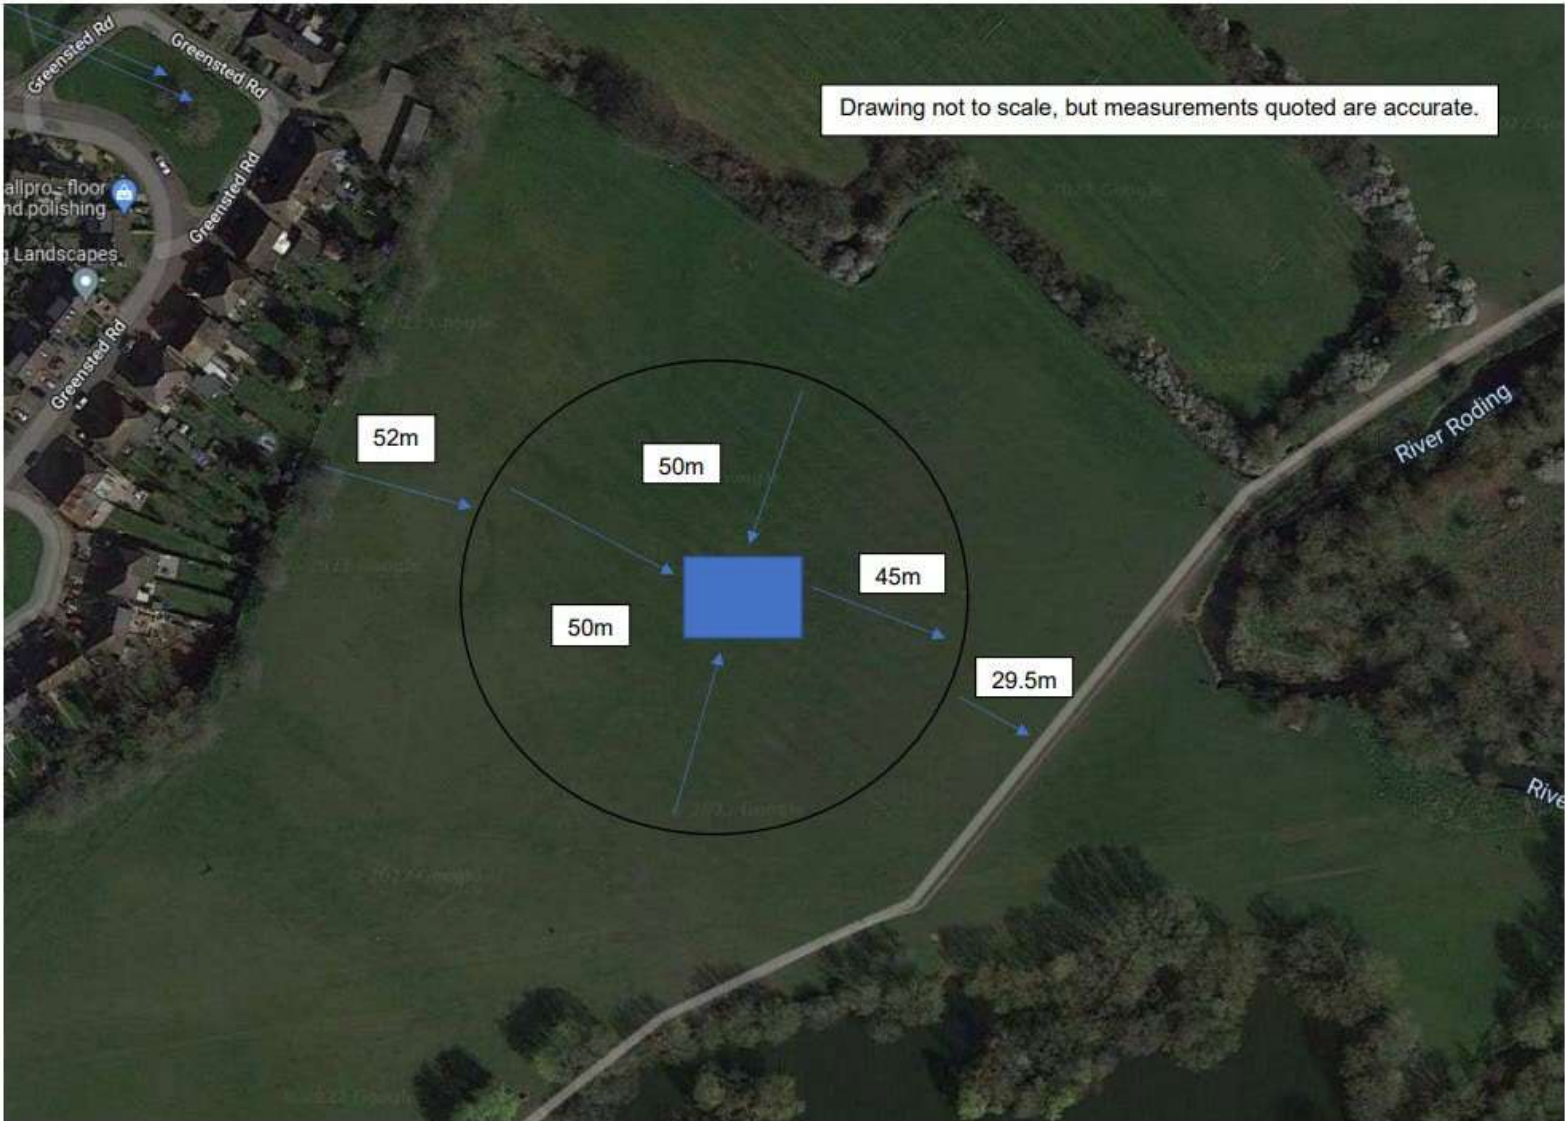 Greensted Rd
Greensted Rd
Drawing not to scale, but measurements quoted are accurate.
allpro - floor
nd polishing
Greensted Rd
g Landscapes
Greensted Rd
River Roding
52m
50m
45m
50m
29.5m
Rive